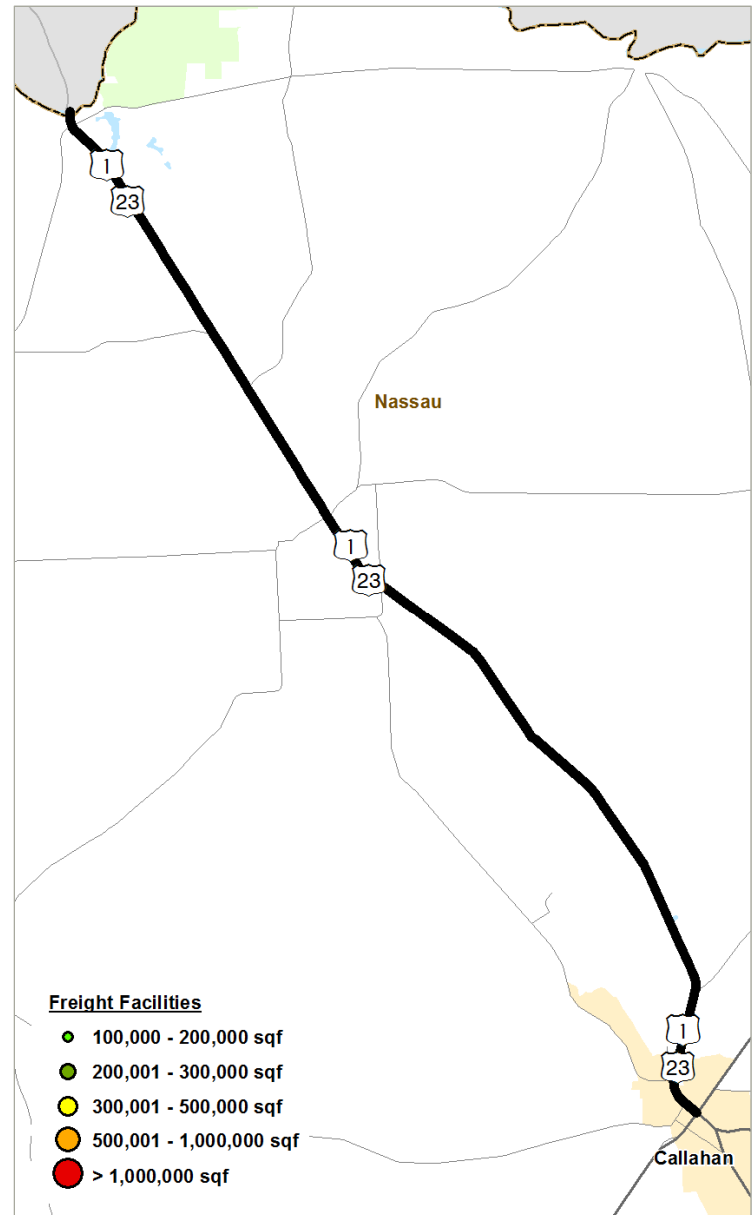 1
23
Nassau
1
23
Freight Facilities
100,000 - 200,000 sqf
200,001 - 300,000 sqf
300,001 - 500,000 sqf
500,001 - 1,000,000 sqf
> 1,000,000 sqf
1
23
Callahan